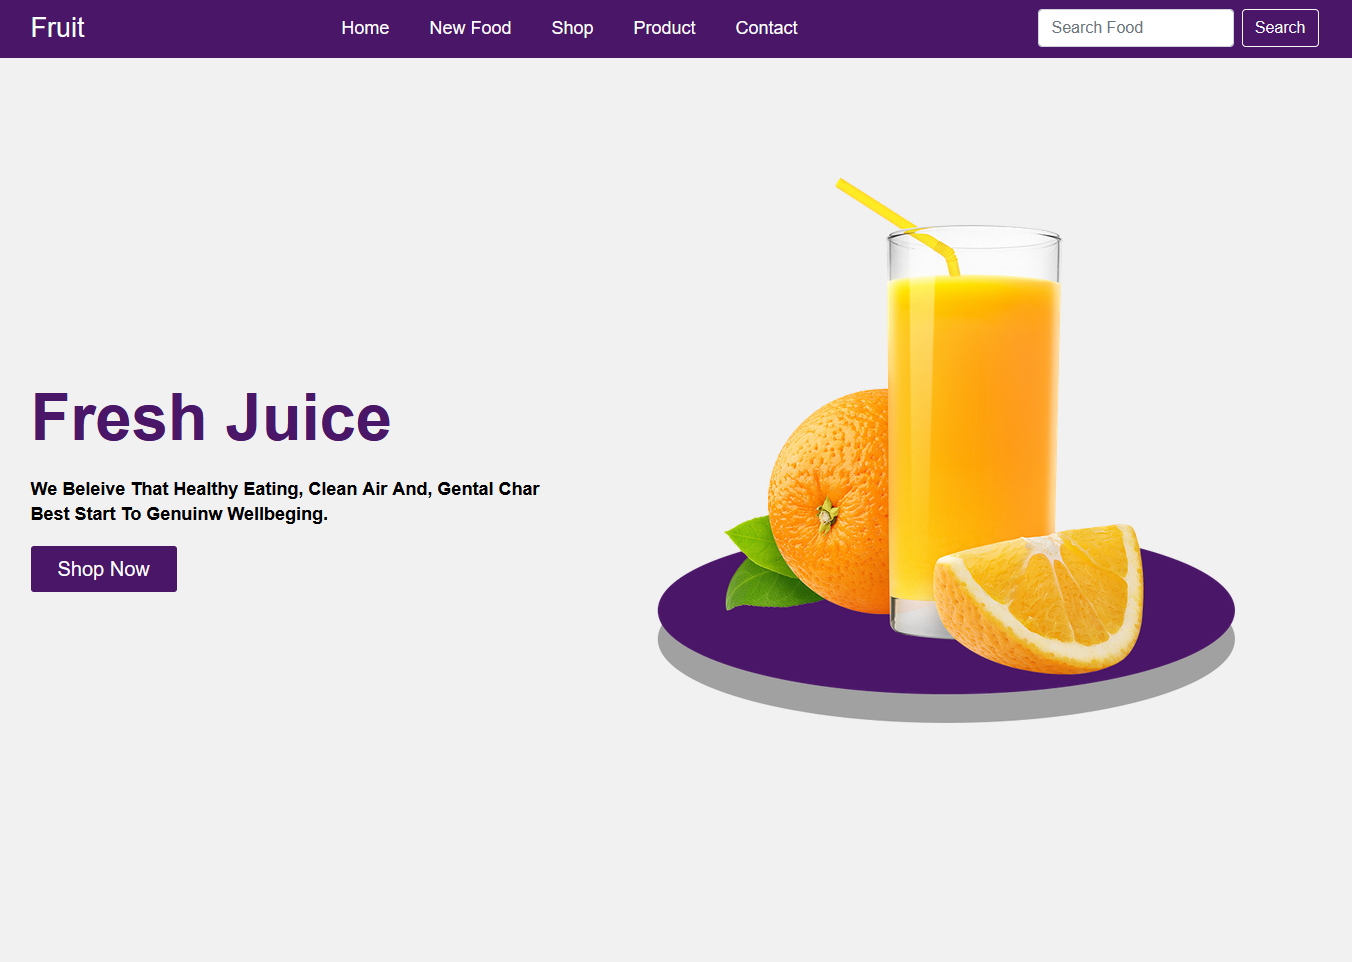 Fruit
Home
New Food
Shop
Product
Contact
Search Food
Search
Fresh Juice
We Beleive That Healthy Eating, Clean Air And, Gental Char
Best Start To Genuinw Wellbeging.
Shop Now